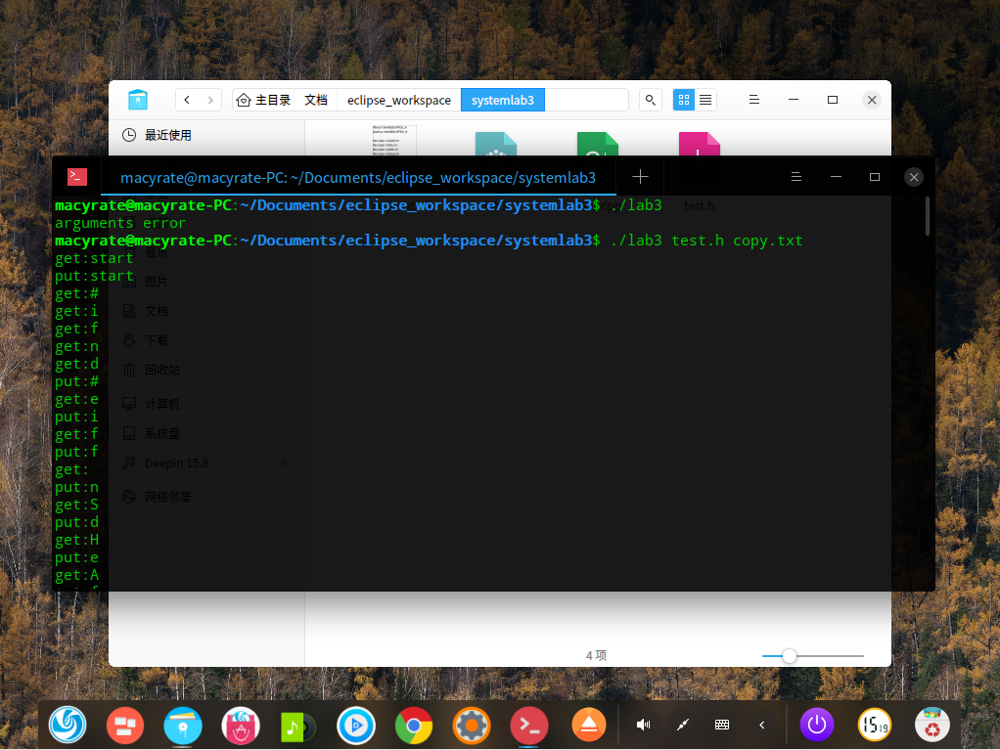 主目录 文档 eclipse_workspace systemlab3
最近使用
macyrate@macyrate-PC: ~/Documents/eclipse_workspace/systemlab3
macyrate@macyrate-PC:~/Documents/eclipse_workspace/systemlab3$ ./lab3
test.h
arguments error
macyrate@macyrate-PC:~/Documents/eclipse_workspace/systemlab3$ ./lab3 test.h copy.txt
get:start
put:start
图片
get:#
get:i
文档
get:f
get:n
下载
get:d
回收站
put:#
get:e
计算机
put:i
get:f
系统盘
put:f
get:
Deepin 15.8
put:n
get:S
网络邻居
put:d
get:H
put:e
get:A
4 项
15 19